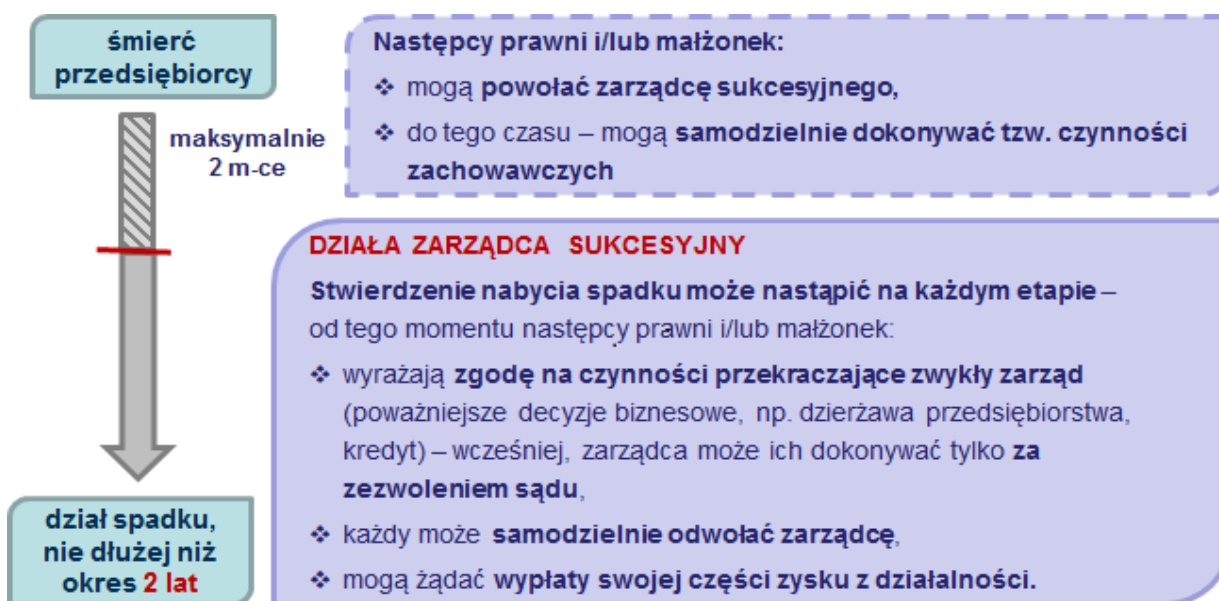 śmierć
przedsiębiorcy
maksymalnie
2 m-ce
Następcy prawni i/lub małżonek:
❖ mogą powołać zarządcę sukcesyjnego,
❖ do tego czasu – mogą samodzielnie dokonywać tzw. czynności
zachowawczych
DZIAŁA ZARZĄDCA SUKCESYJNY
Stwierdzenie nabycia spadku może nastąpić na każdym etapie –
od tego momentu następcy prawni i/lub małżonek:
❖ wyrażają zgodę na czynności przekraczające zwykły zarząd
(poważniejsze decyzje biznesowe, np. dzierżawa przedsiębiorstwa,
kredyt) – wcześniej, zarządca może ich dokonywać tylko za
zezwoleniem sądu,
❖ każdy może samodzielnie odwołać zarządcę,
❖ mogą żądać wypłaty swojej części zysku z działalności.
dział spadku,
nie dłużej niż
okres 2 lat